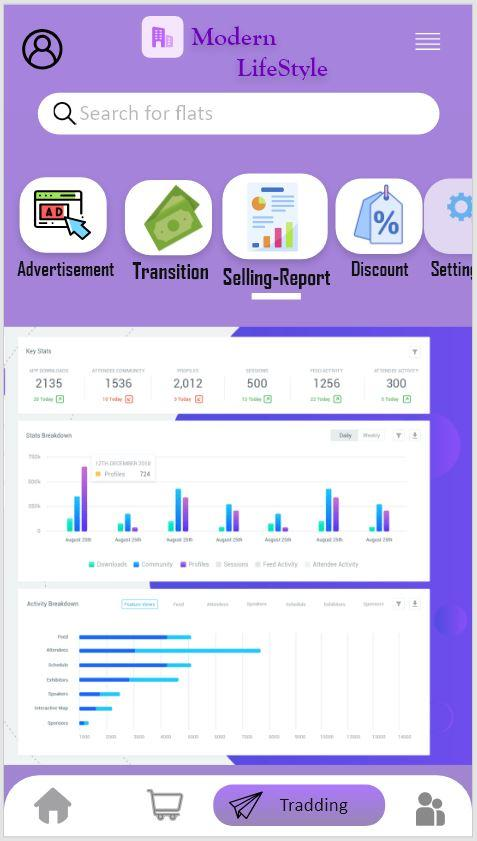 Modern
LifeStyle
Search for flats
AD
%
Advertisement Transition Selling-Report Discount Setting
Key Stats
APP DOWNLOADS ATTENDEE COMMUNITY PROFILES SESSIONS FEED ACTIVITY ATTENDEE ACTIVITY
2135 1536 2,012 500 1256 300
20 Today 10 Today 3 Today 13 Today 22 Today 5 Today
Stats Breakdown Daily Weekly
750k
12TH DECEMBER 2018
Profiles 724
500k
250k
0
August 25th August 25th August 25th August 25th August 25th August 25th August 25th
Downloads Community Profiles Sessions Feed Activity Attendee Activity
Activity Breakdown Feature Views Feed Attendees Speakers Schedule Exhibitors Sponsors
Feed
Attendees
Schedule
Exhibitors
Speakers
Interactive Map
Sponsors
1000 2000 3000 4000 5000 6000 7000 8000 9000 10000 12000 13000 14000
Tradding